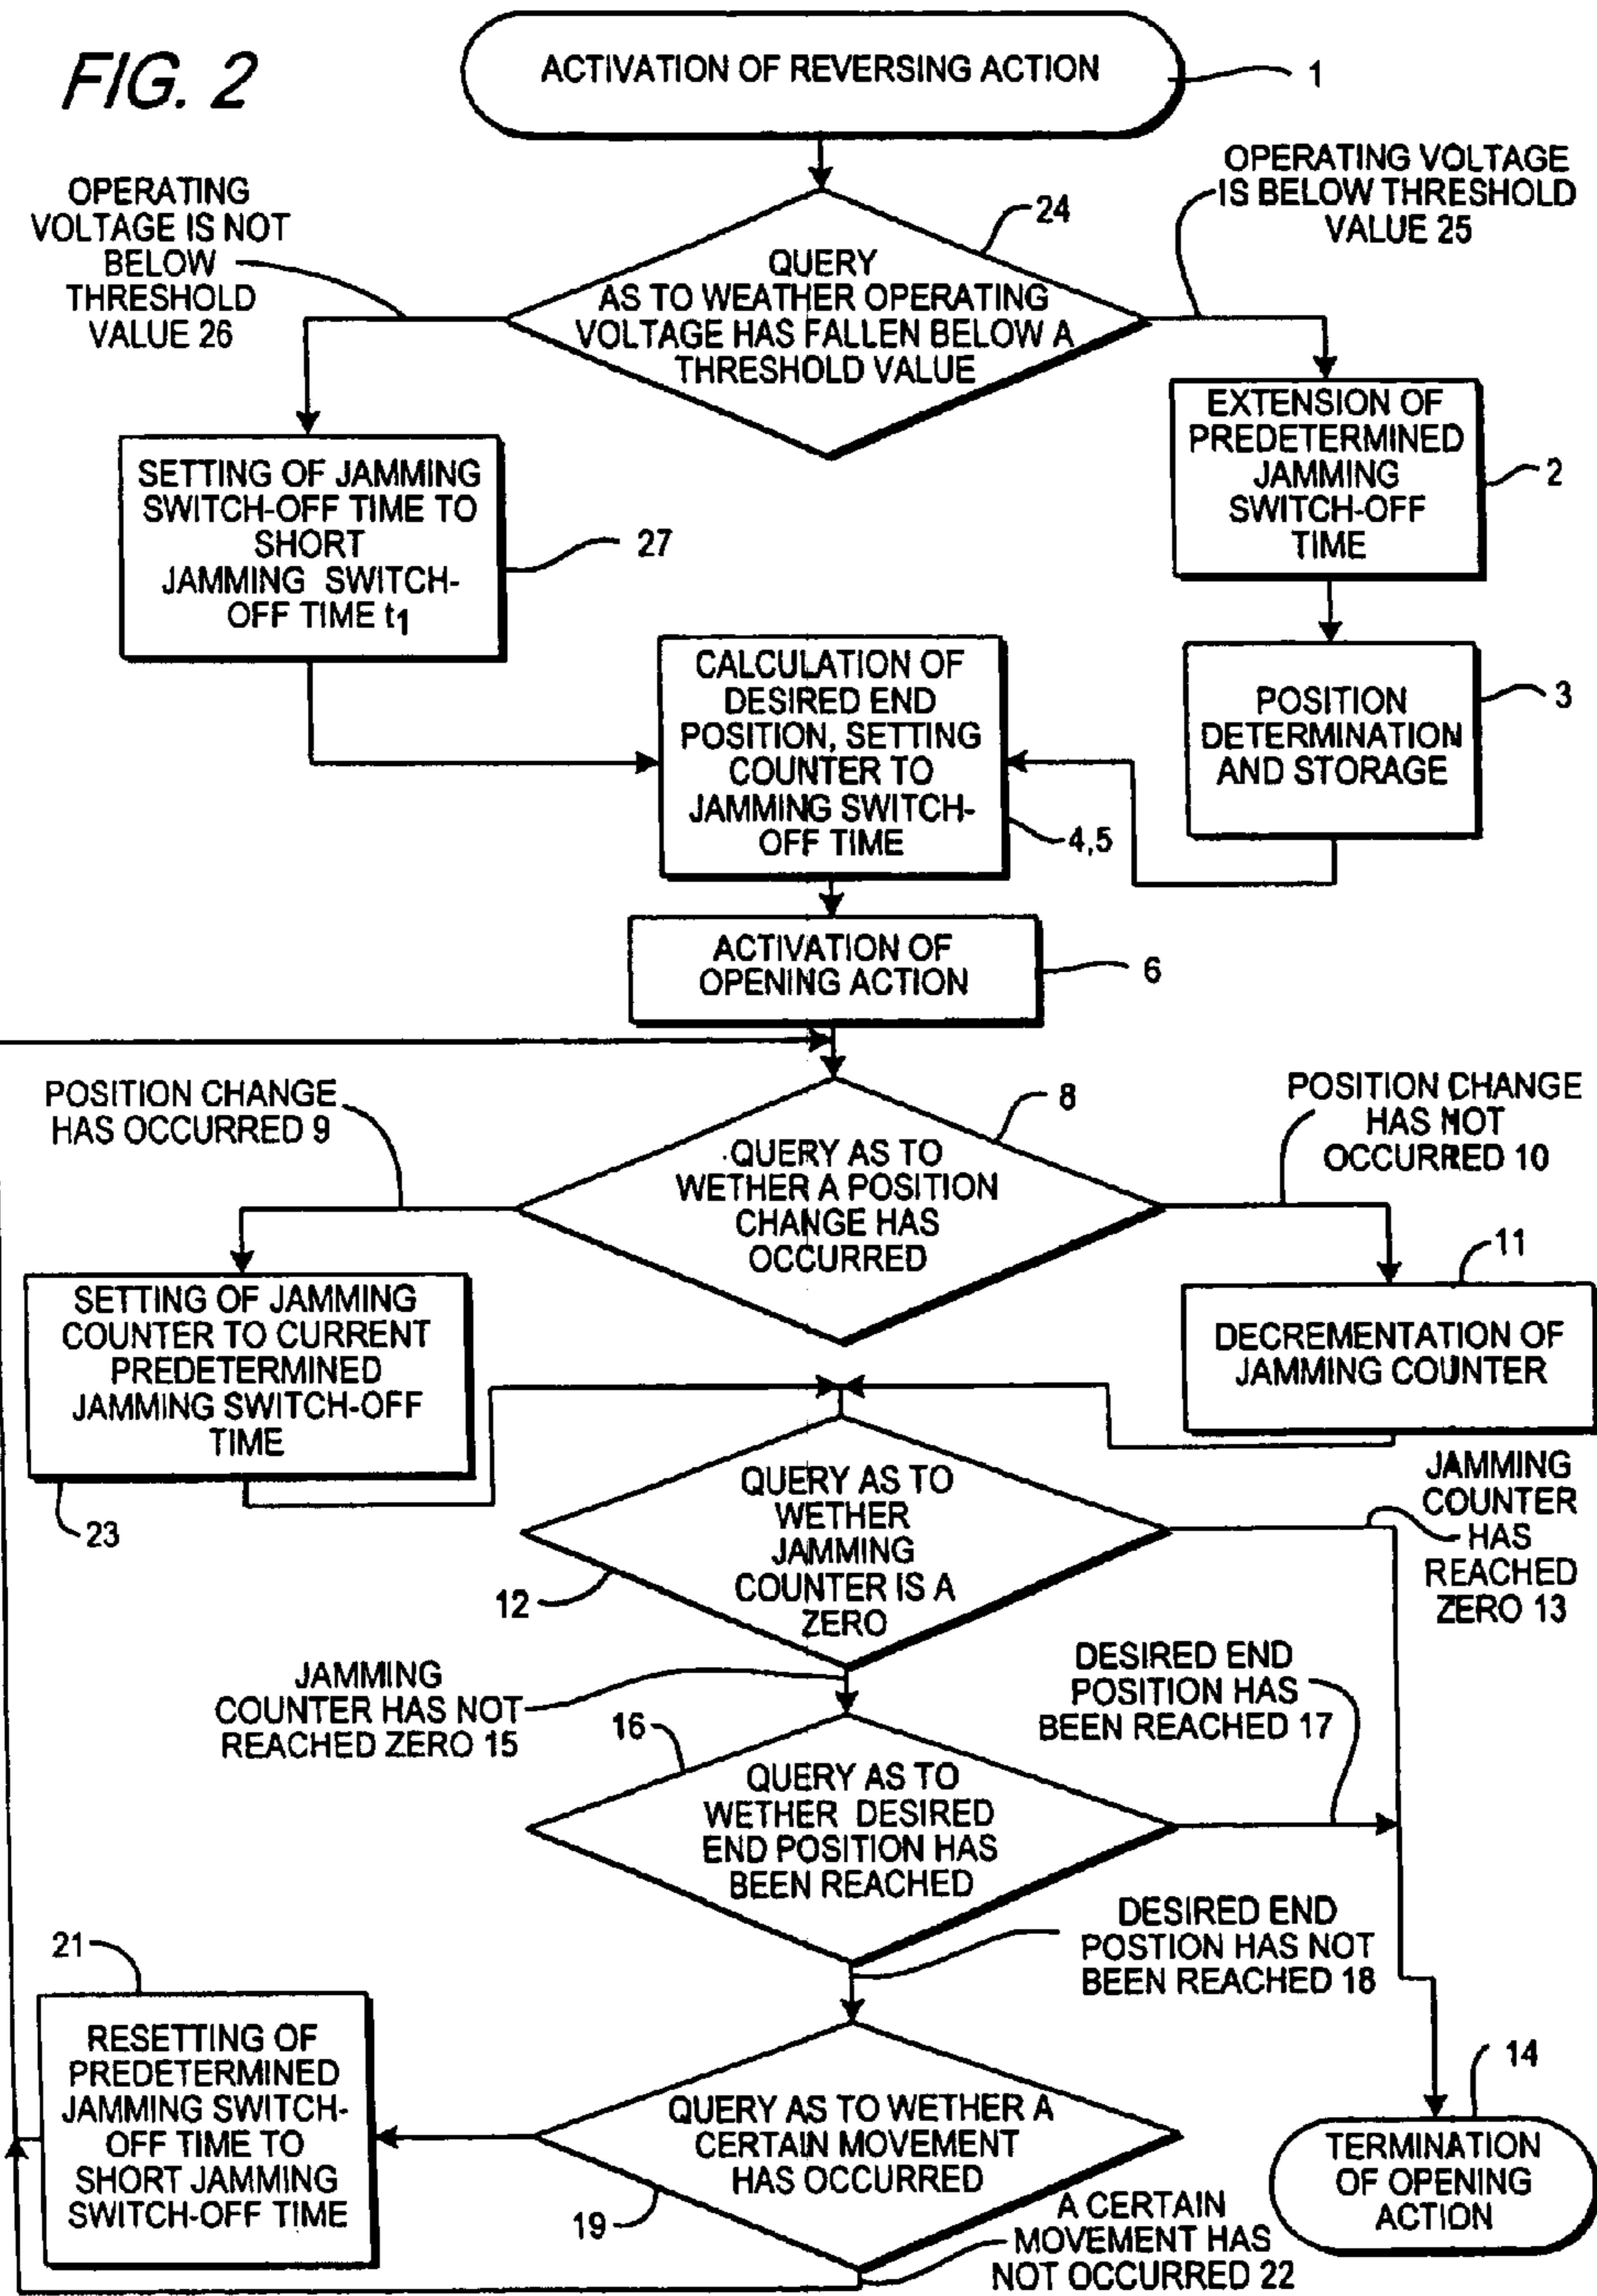 FIG. 2
ACTIVATION OF REVERSING ACTION
1
OPERATING
VOLTAGE IS NOT
BELOW
THRESHOLD
VALUE 26
24
OPERATING VOLTAGE
IS BELOW THRESHOLD
VALUE 25
QUERY
AS TO WEATHER OPERATING
VOLTAGE HAS FALLEN BELOW A
THRESHOLD VALUE
SETTING OF JAMMING
SWITCH-OFF TIME TO
SHORT
JAMMING SWITCH-
OFF TIME t1
27
EXTENSION OF
PREDETERMINED
JAMMING
SWITCH-OFF
TIME
2
CALCULATION OF
DESIRED END
POSITION, SETTING
COUNTER TO
JAMMING SWITCH-
OFF TIME
4,5
POSITION
DETERMINATION
AND STORAGE
3
ACTIVATION OF
OPENING ACTION
6
POSITION CHANGE
HAS OCCURRED 9
8
POSITION CHANGE
HAS NOT
OCCURRED 10
QUERY AS TO
WETHER A POSITION
CHANGE HAS
OCCURRED
SETTING OF JAMMING
COUNTER TO CURRENT
PREDETERMINED
JAMMING SWITCH-OFF
TIME
23
11
DECREMENTATION OF
JAMMING COUNTER
QUERY AS TO
WETHER
JAMMING
COUNTER IS A
ZERO
12
JAMMING
COUNTER
HAS
REACHED
ZERO 13
JAMMING
COUNTER HAS NOT
REACHED ZERO 15
DESIRED END
POSITION HAS
BEEN REACHED 17
16
QUERY AS TO
WETHER DESIRED
END POSITION HAS
BEEN REACHED
DESIRED END
POSTION HAS NOT
BEEN REACHED 18
21
RESETTING OF
PREDETERMINED
JAMMING SWITCH-
OFF TIME TO
SHORT JAMMING
SWITCH-OFF TIME
QUERY AS TO WETHER A
CERTAIN MOVEMENT
HAS OCCURRED
19
A CERTAIN
MOVEMENT HAS
NOT OCCURRED 22
14
TERMINATION
OF OPENING
ACTION